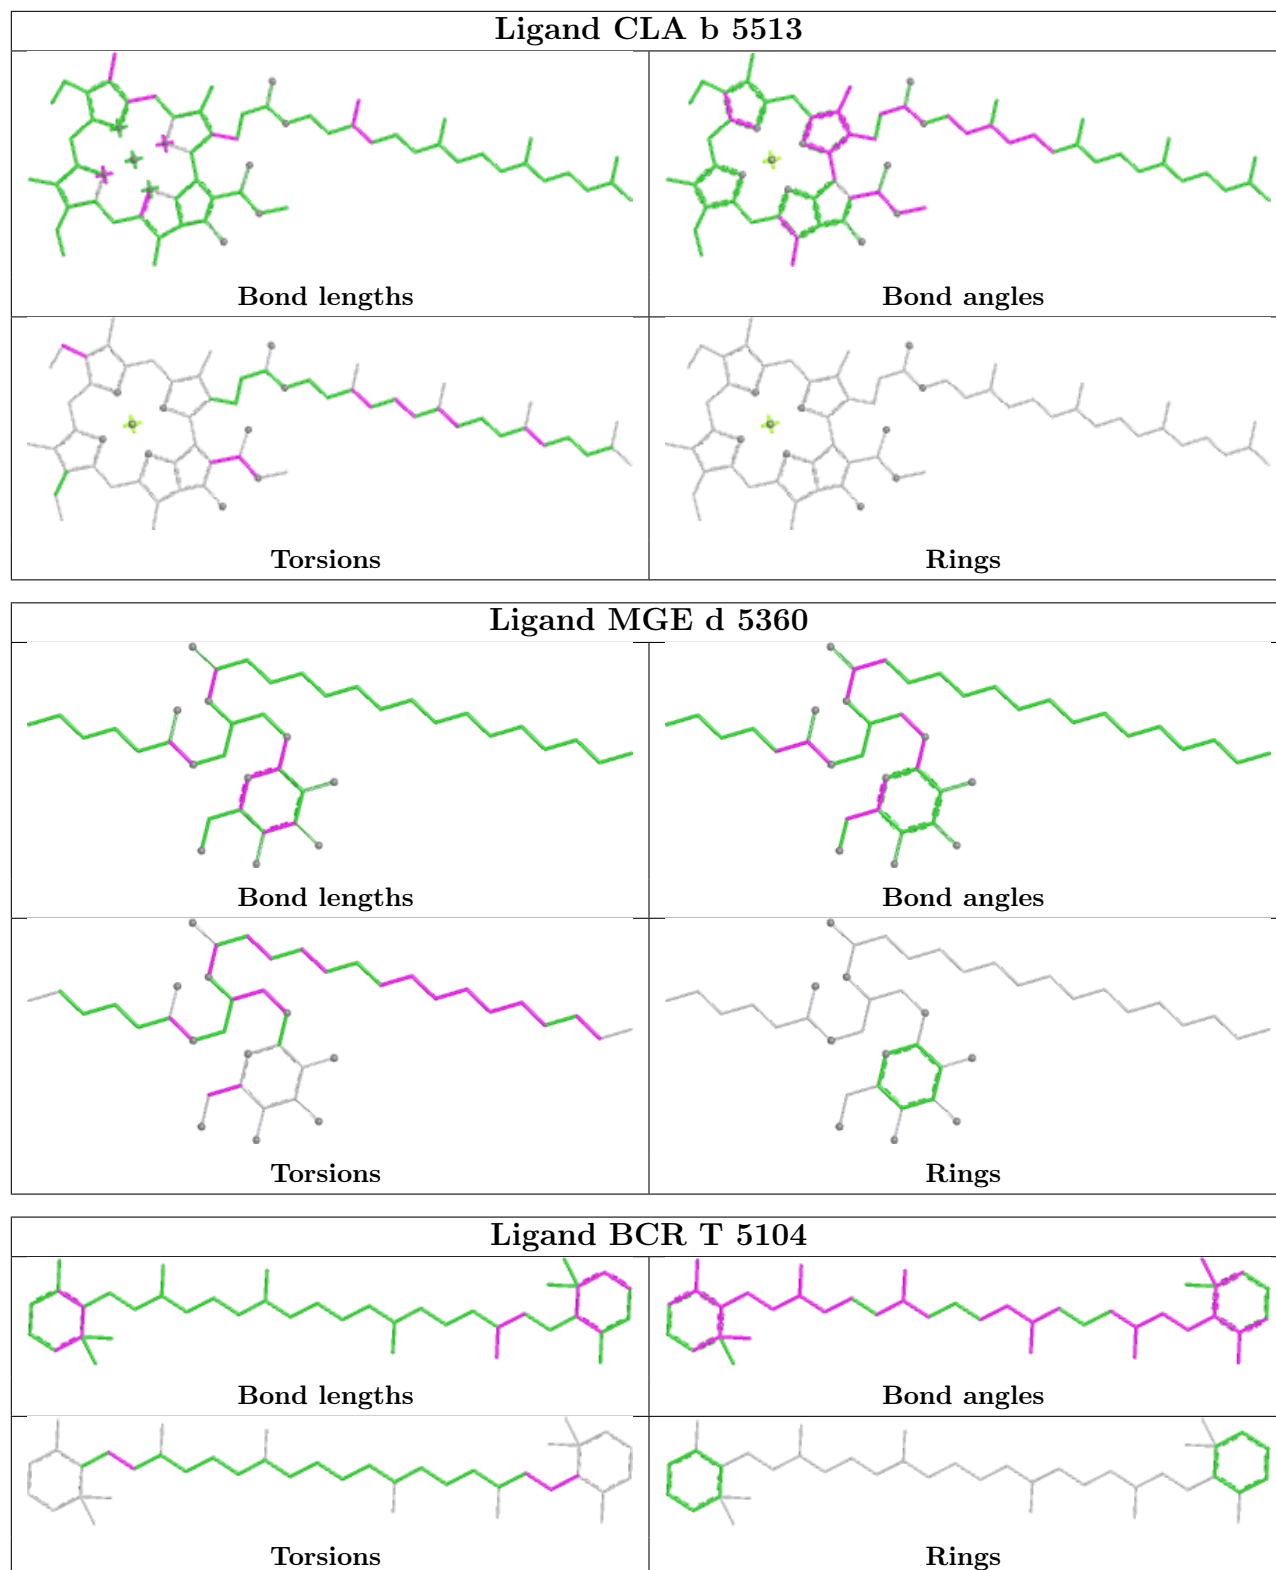 Ligand CLA b 5513
Bond lengths
Bond angles
Torsions
Rings
Ligand MGE d 5360
Bond lengths
Bond angles
Torsions
Rings
Ligand BCR T 5104
Bond lengths
Bond angles
Torsions
Rings